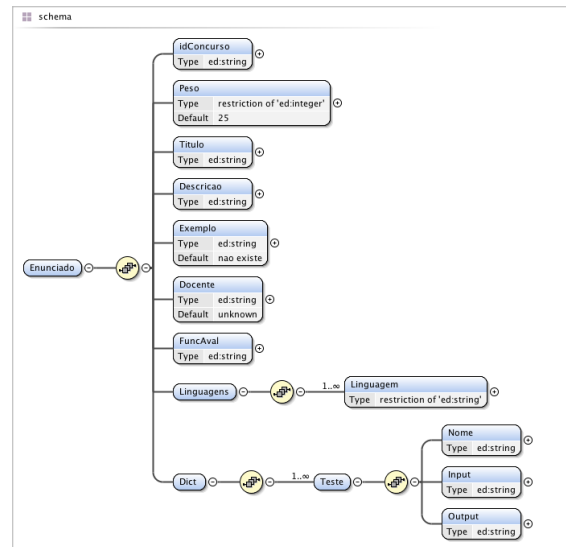 schema
idConcurso
Type ed:string
Peso
Type restriction of 'ed:integer'
Default 25
Titulo
Type ed:string
Descricao
Type ed:string
Exemplo
Type ed:string
Default nao existe
Enunciado
Docente
Type ed:string
Default unknown
FuncAval
Type ed:string
Linguagens
1..∞
Linguagem
Type restriction of 'ed:string'
Dict
1..∞
Teste
Nome
Type ed:string
Input
Type ed:string
Output
Type ed:string